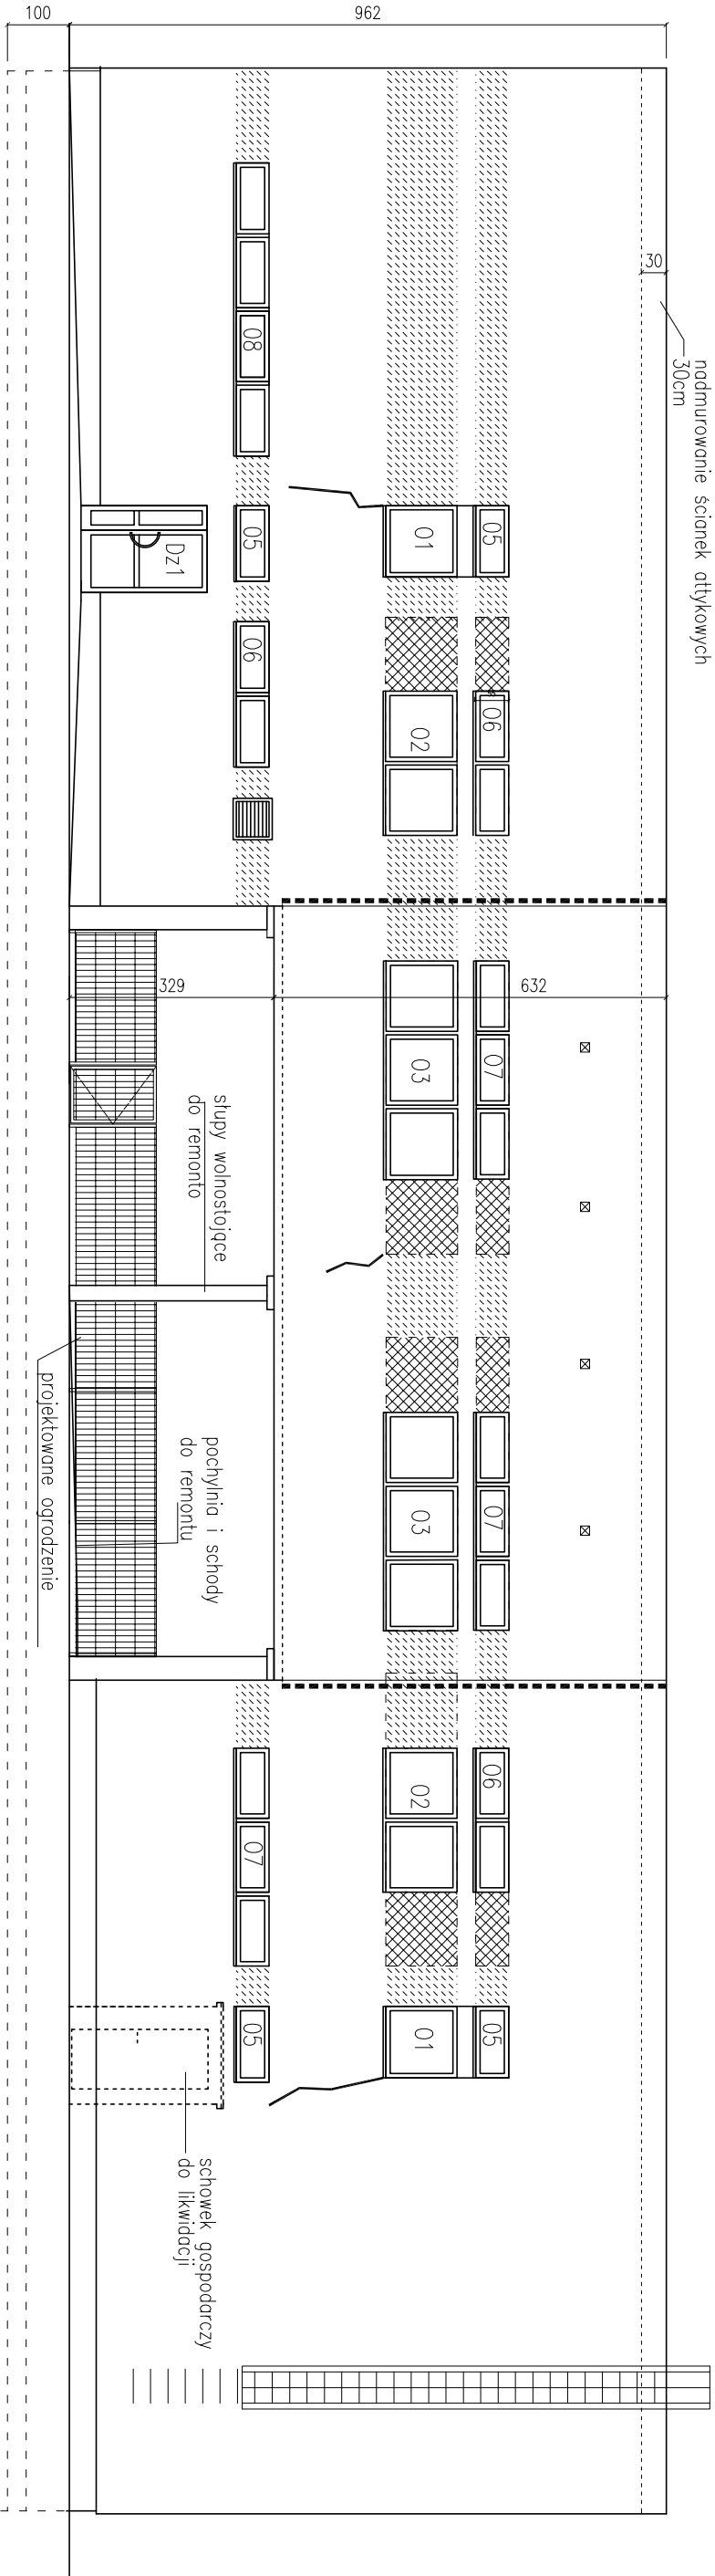 100
962
30
nadmurowanie ścianek attykowych
30cm
08
05
01
05
Dz1
06
02
06
329
632
03
07
słupy wolnostojące
do remonto
pochylnia i schody
do remontu
projektowane ogrodzenie
03
07
07
02
06
05
01
05
schowek gospodarczy
do likwidacji